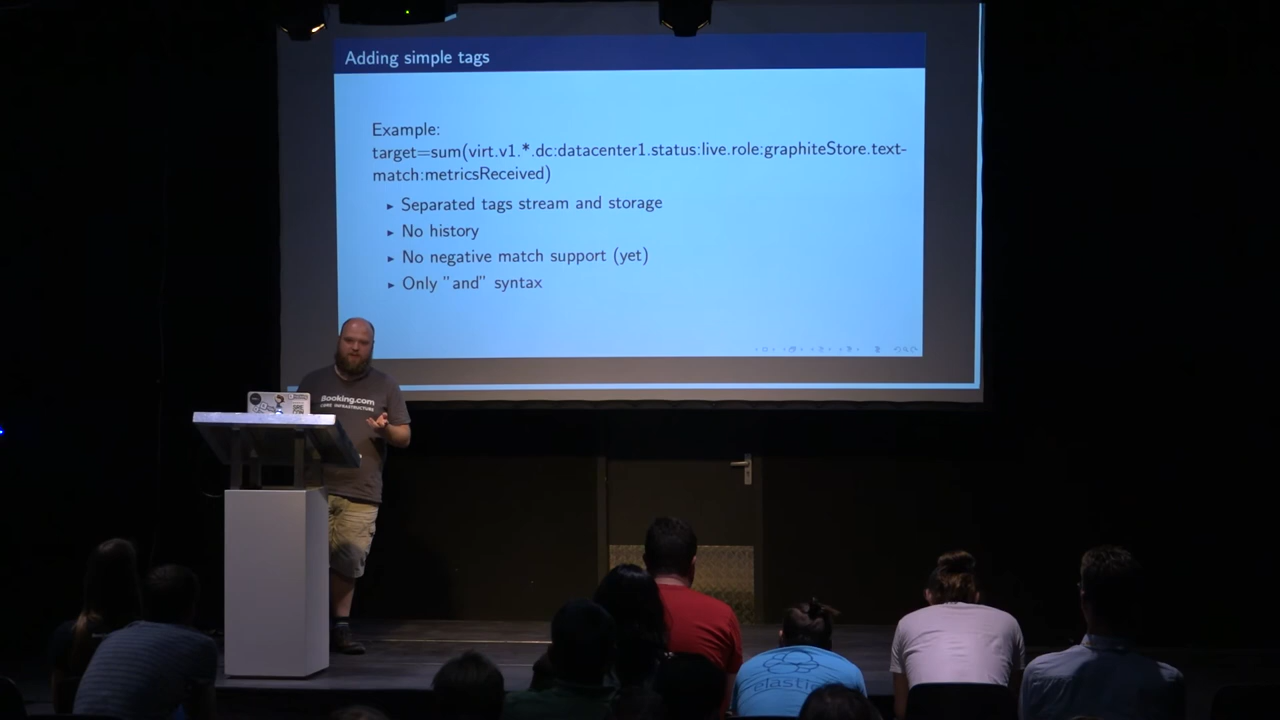 Adding simple tags
Example:
target=sum(virt.v1.*.dc:datacenter1.status:live.role:graphiteStore.text-
match:metricsReceived)
▸ Separated tags stream and storage
▸ No history
▸ No negative match support (yet)
▸ Only "and" syntax
Booking.com
CORE INFRASTRUCTURE
elastic